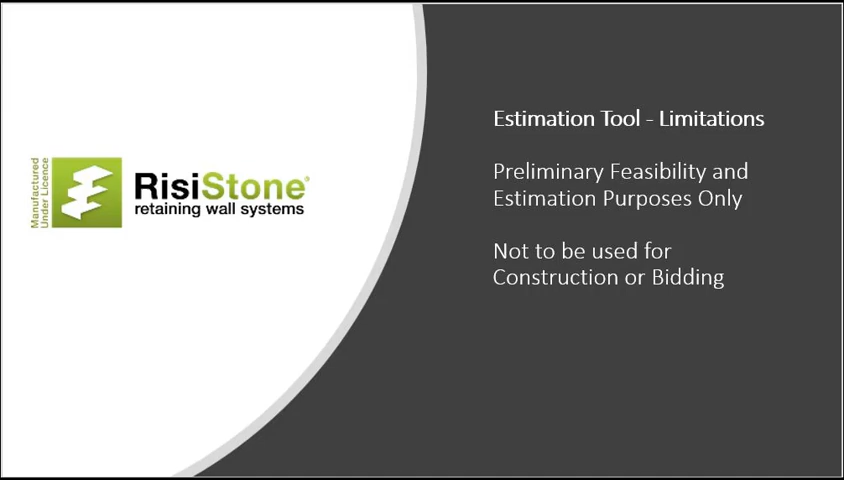 Manufactured
Under Licence
RisiStone®
retaining wall systems
Estimation Tool - Limitations
Preliminary Feasibility and
Estimation Purposes Only
Not to be used for
Construction or Bidding